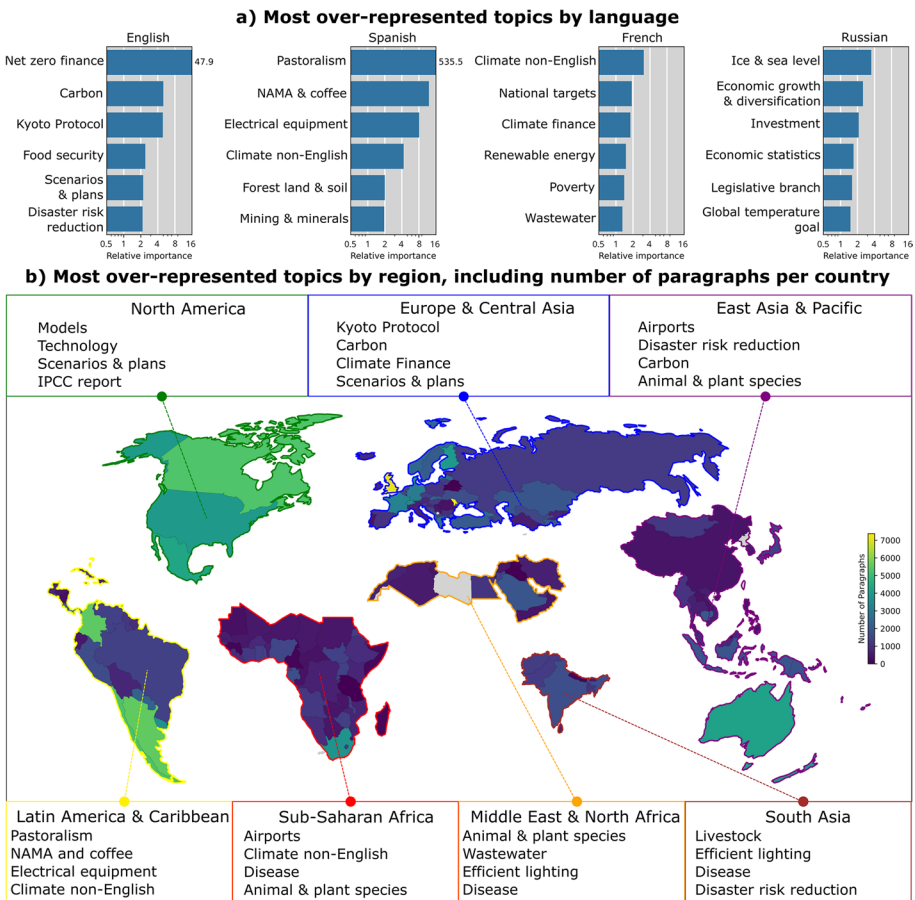 a) Most over-represented topics by language
English
Net zero finance
47.9
Carbon
Kyoto Protocol
Food security
Scenarios
& plans
Disaster risk
reduction
0.5 1 2 4 8 16
Relative importance
Spanish
Pastoralism
535.5
NAMA & coffee
Electrical equipment
Climate non-English
Forest land & soil
Mining & minerals
0.5 1 2 4 8 16
Relative importance
French
Climate non-English
National targets
Climate finance
Renewable energy
Poverty
Wastewater
0.5 1 2 4 8 16
Relative importance
Russian
Ice & sea level
Economic growth
& diversification
Investment
Economic statistics
Legislative branch
Global temperature
goal
0.5 1 2 4 8 16
Relative importance
b) Most over-represented topics by region, including number of paragraphs per country
North America
Models
Technology
Scenarios & plans
IPCC report
Europe & Central Asia
Kyoto Protocol
Carbon
Climate Finance
Scenarios & plans
East Asia & Pacific
Airports
Disaster risk reduction
Carbon
Animal & plant species
Number of Paragraphs
7000
6000
5000
4000
3000
2000
1000
0
Latin America & Caribbean
Pastoralism
NAMA and coffee
Electrical equipment
Climate non-English
Sub-Saharan Africa
Airports
Climate non-English
Disease
Animal & plant species
Middle East & North Africa
Animal & plant species
Wastewater
Efficient lighting
Disease
South Asia
Livestock
Efficient lighting
Disease
Disaster risk reduction